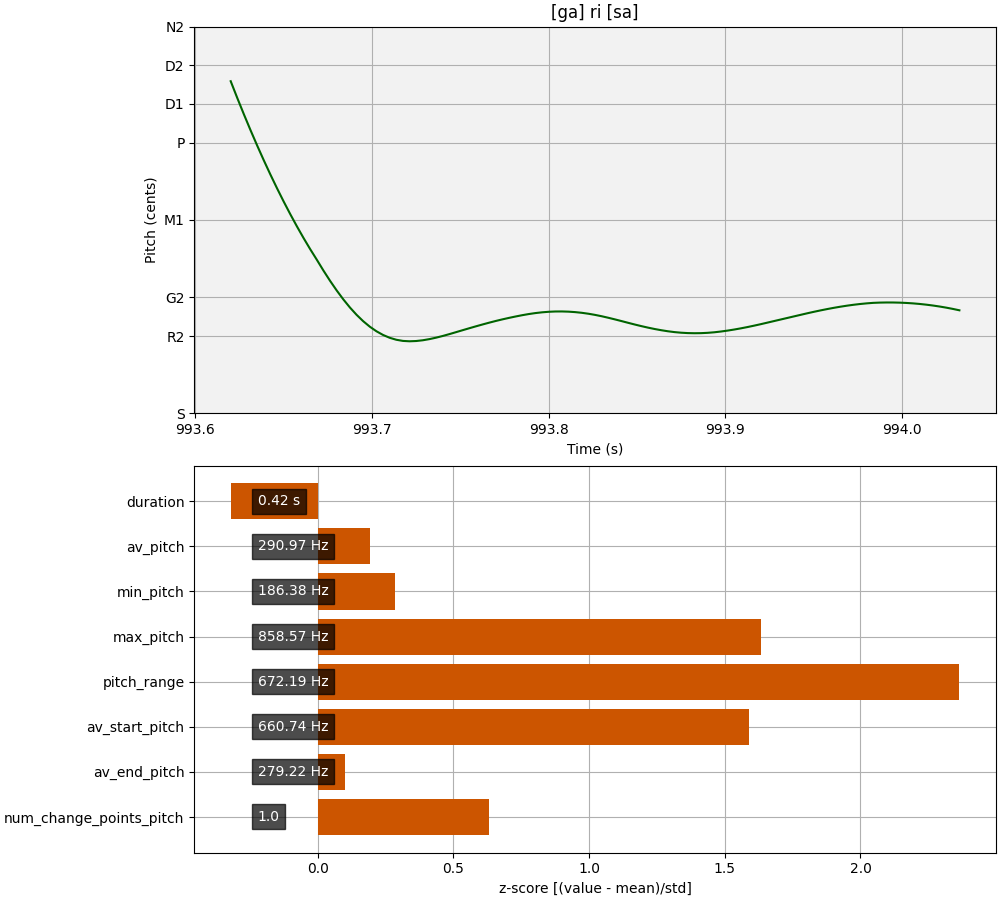 [ga] ri [sa]
N2
D2
D1
P
M1
G2
R2
S
Pitch (cents)
993.6 993.7 993.8 993.9 994.0
Time (s)
duration 0.42 s
av_pitch 290.97 Hz
min_pitch 186.38 Hz
max_pitch 858.57 Hz
pitch_range 672.19 Hz
av_start_pitch 660.74 Hz
av_end_pitch 279.22 Hz
num_change_points_pitch 1.0
0.0 0.5 1.0 1.5 2.0
z-score [(value - mean)/std]